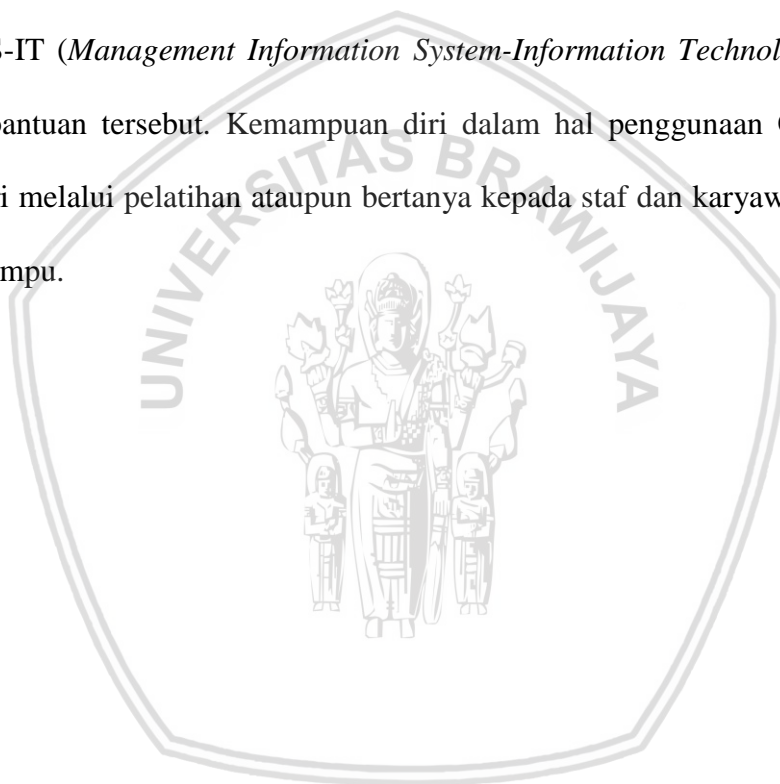 S-IT (Management Information System-Information Technol
bantuan tersebut. Kemampuan diri dalam hal penggunaan
ri melalui pelatihan ataupun bertanya kepada staf dan karyaw
mpu.
UNIVERSITAS BRAWIJAYA